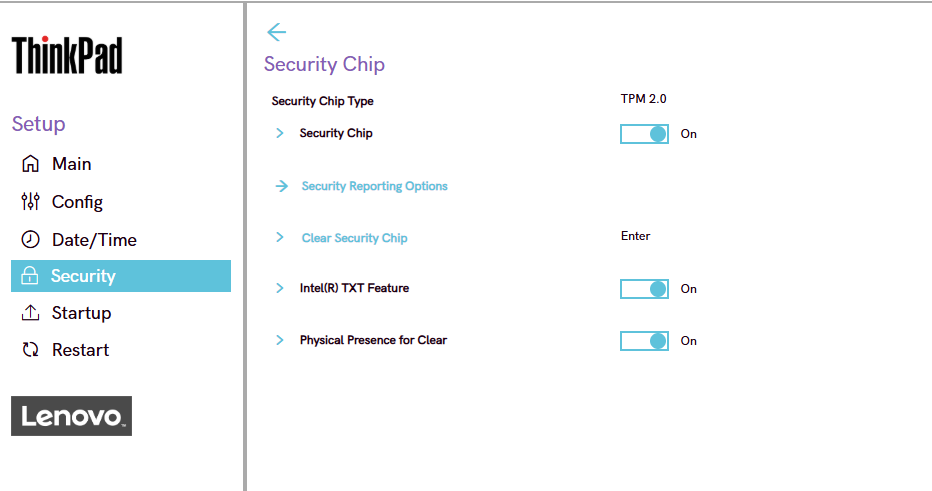 ThinkPad
Setup
Main
Config
Date/Time
Security
Startup
Restart
Lenovo
Security Chip
Security Chip Type TPM 2.0
Security Chip On
Security Reporting Options
Clear Security Chip Enter
Intel(R) TXT Feature On
Physical Presence for Clear On